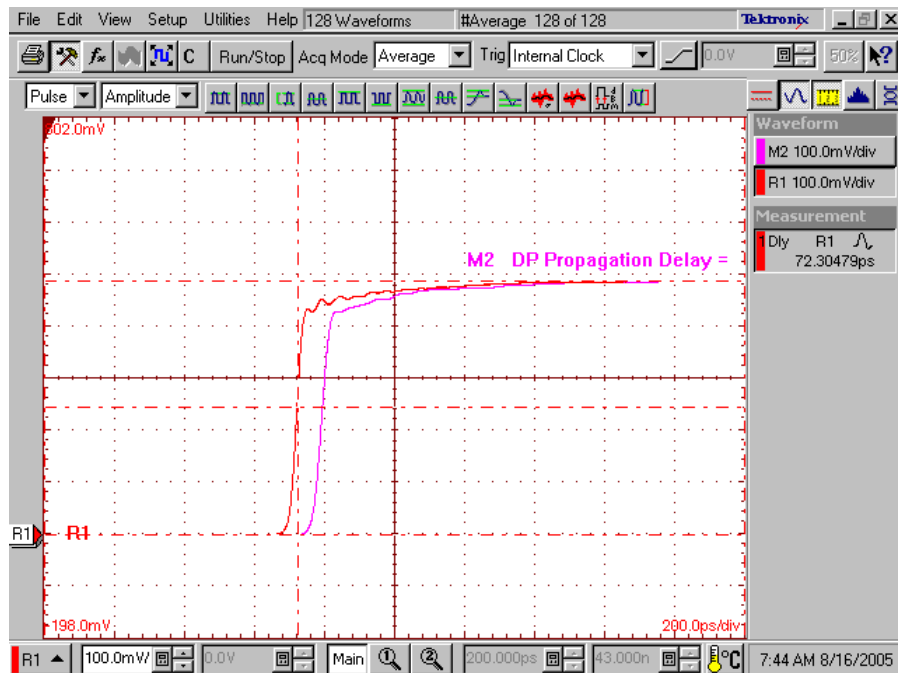 File Edit View Setup Utilities Help 128 Waveforms #Average 128 of 128 Tektronix
C Run/Stop Acq Mode Average Trig Internal Clock 0.0V 50% ?
Pulse Amplitude
602.0mV
Waveform
M2 100.0mV/div
R1 100.0mV/div
Measurement
1 Dly R1
72.30479ps
M2 DP Propagation Delay =
R1 R1
-198.0mV 200.0ps/div
R1 100.0mV/ 0.0V Main 1 2 200.000ps 43.000n °C 7:44 AM 8/16/2005